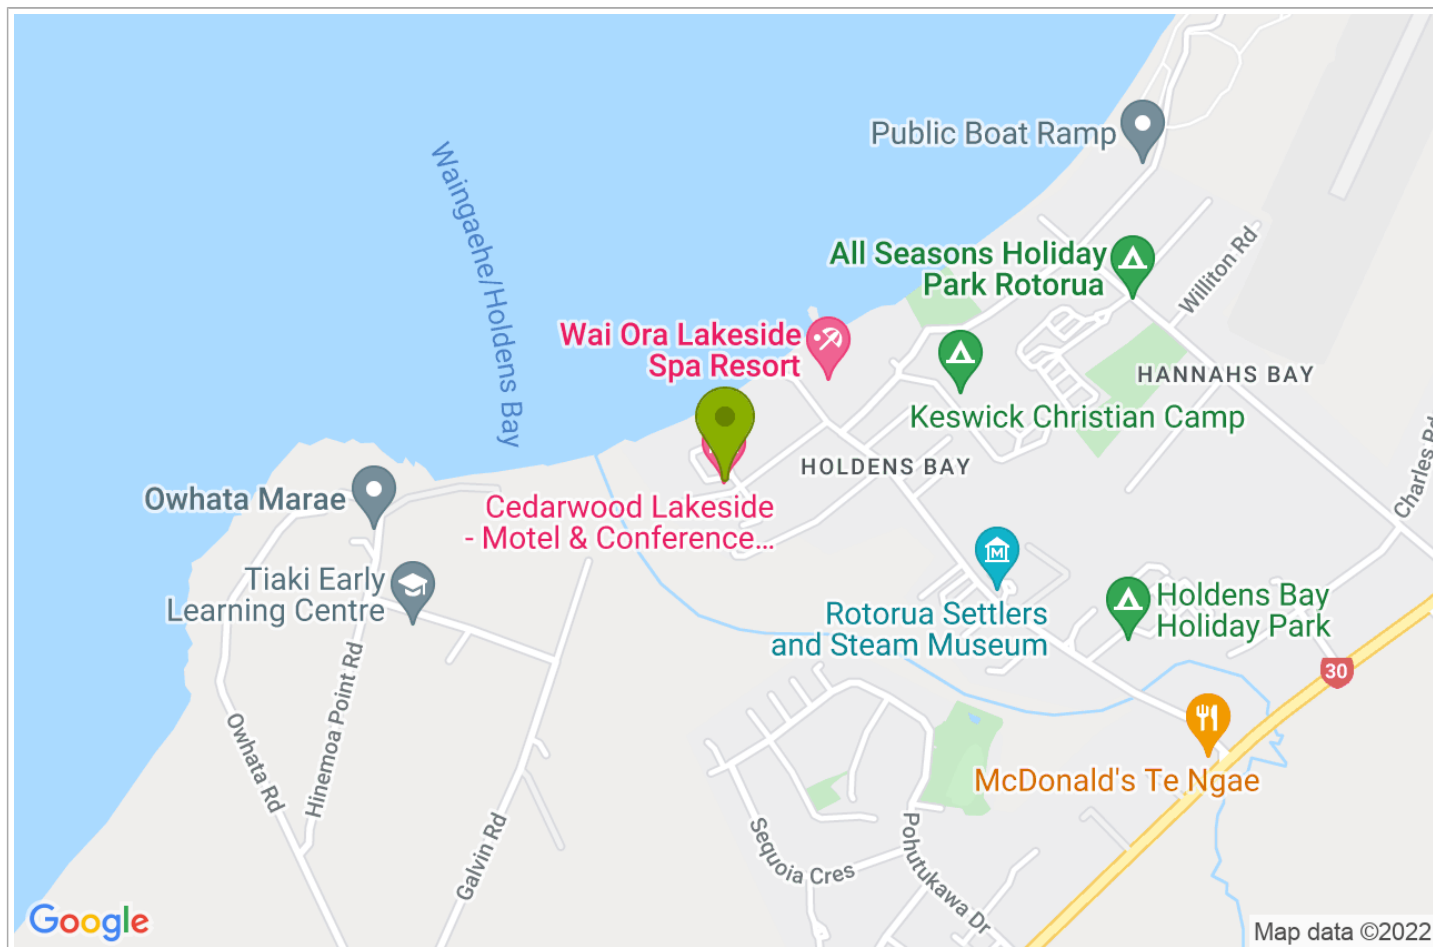 Public Boat Ramp
Waingaehe/Holdens Bay
All Seasons Holiday
Park Rotorua
Williton Rd
Wai Ora Lakeside
Spa Resort
HANNAHS BAY
Keswick Christian Camp
HOLDENS BAY
Charles Rd
Owhata Marae
Cedarwood Lakeside
- Motel & Conference...
Tiaki Early
Learning Centre
M
Rotorua Settlers
and Steam Museum
Holdens Bay
Holiday Park
30
Hinemoa Point Rd
Owhata Rd
McDonald's Te Ngae
Galvin Rd
Sequoia Cres
Pohutukawa Dr
Google
Map data ©2022